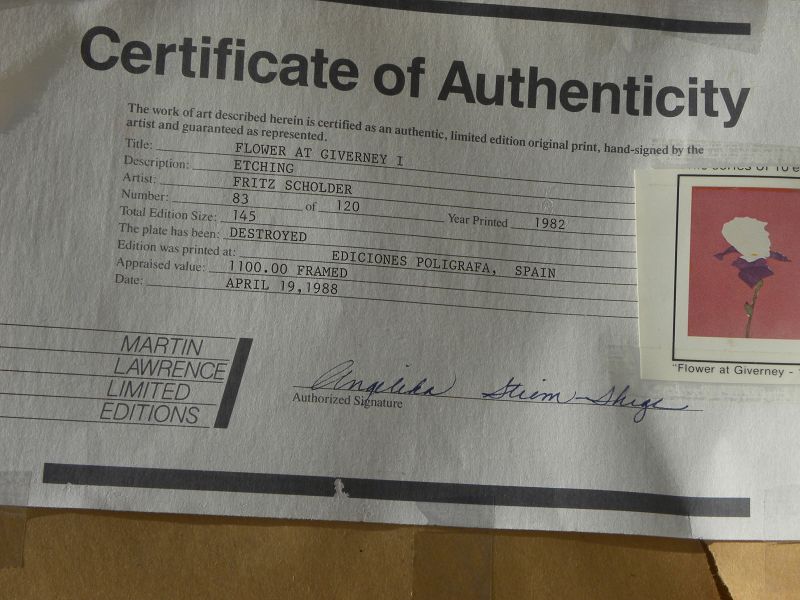 Certificate of Authenticity
The work of art described herein is certified as an authentic, limited edition original print, hand-signed by the
artist and guaranteed as represented.
Title: FLOWER AT GIVERNEY I
Description: ETCHING
Artist: FRITZ SCHOLDER
Number: 83 of 120
Total Edition Size: 145 Year Printed 1982
The plate has been: DESTROYED
Edition was printed at: EDICIONES POLIGRAFA, SPAIN
Appraised value: 1100.00 FRAMED
Date: APRIL 19,1988
"Flower at Giverney -
MARTIN
LAWRENCE
LIMITED
EDITIONS
Angelika
Authorized Signature